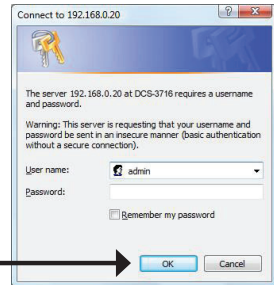 Connect to 192.168.0.20
The server 192.168.0.20 at DCS-3716 requires a username
and password.
Warning: This server is requesting that your username and
password be sent in an insecure manner (basic authentication
without a secure connection).
User name:
admin
Password:
Remember my password
OK
Cancel